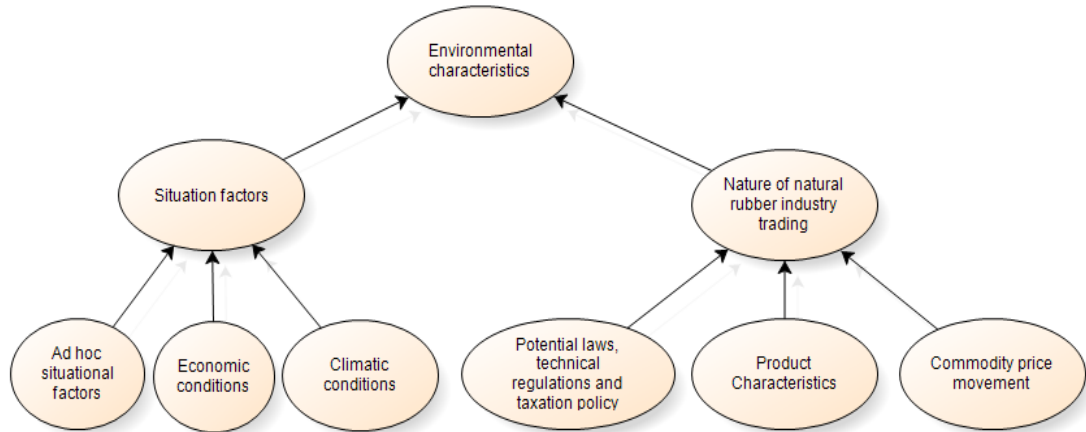 Environmental
characteristics
Situation factors
Nature of natural
rubber industry
trading
Ad hoc
situational
factors
Economic
conditions
Climatic
conditions
Potential laws,
technical
regulations and
taxation policy
Product
Characteristics
Commodity price
movement